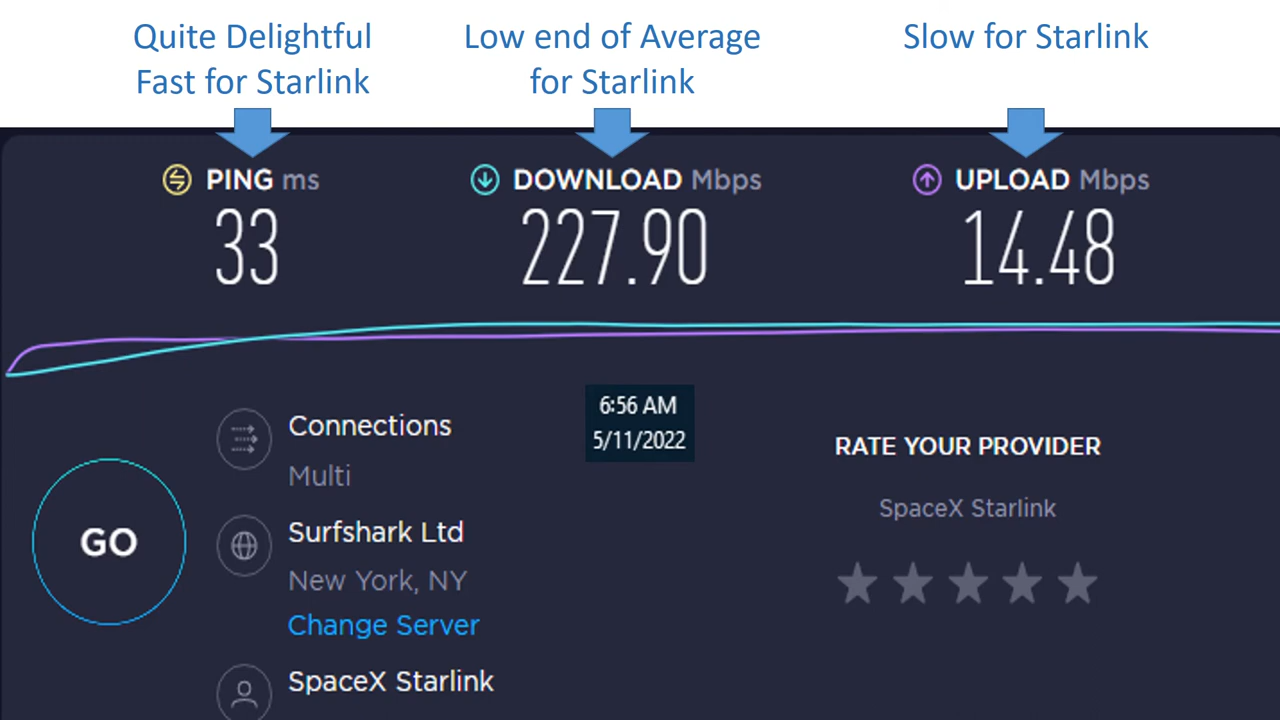 Quite Delightful
Fast for Starlink
Low end of Average
for Starlink
Slow for Starlink
PING ms
33
DOWNLOAD Mbps
227.90
UPLOAD Mbps
14.48
GO
Connections
Multi
Surfshark Ltd
New York, NY
Change Server
SpaceX Starlink
6:56 AM
5/11/2022
RATE YOUR PROVIDER
SpaceX Starlink